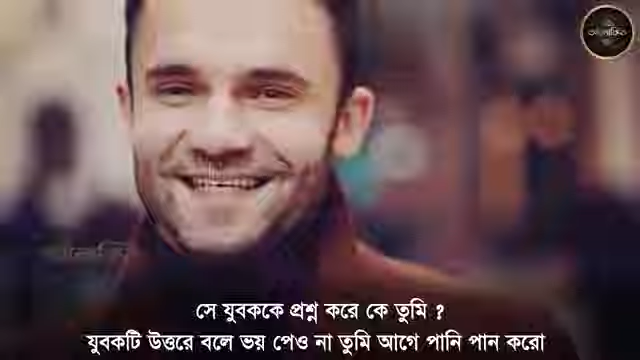 সে যুবককে প্রশ্ন করে কে তুমি ?
যুবকটি উত্তরে বলে ভয় পেও না তুমি আগে পানি পান করো